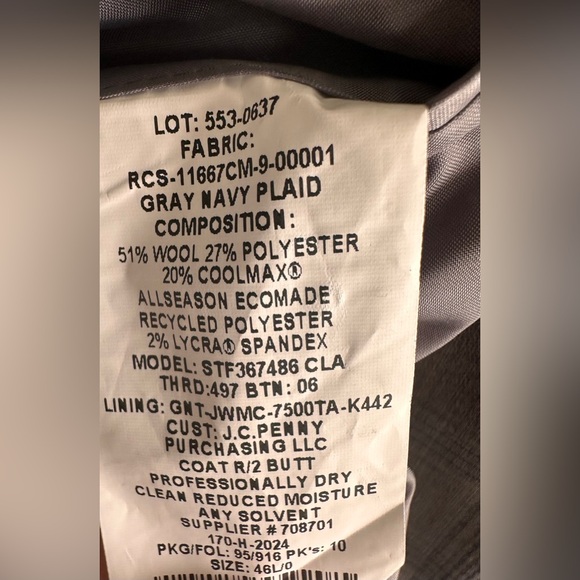 LOT: 553-0637
FABRIC:
RCS-11667CM-9-00001
GRAY NAVY PLAID
COMPOSITION:
51% WOOL 27% POLYESTER
20% COOLMAX®
ALLSEASON ECOMADE
RECYCLED POLYESTER
2% LYCRA® SPANDEX
MODEL: STF367486 CLA
THRD:497 BTN: 06
LINING: GNT-JWMC-7500TA-K442
CUST: J.C.PENNY
PURCHASING LLC
COAT R/2 BUTT
PROFESSIONALLY DRY
CLEAN REDUCED MOISTURE
ANY SOLVENT
SUPPLIER # 708701
170-H-2024
PKG/FOL: 95/916 PK's: 10
SIZE: 46L/0